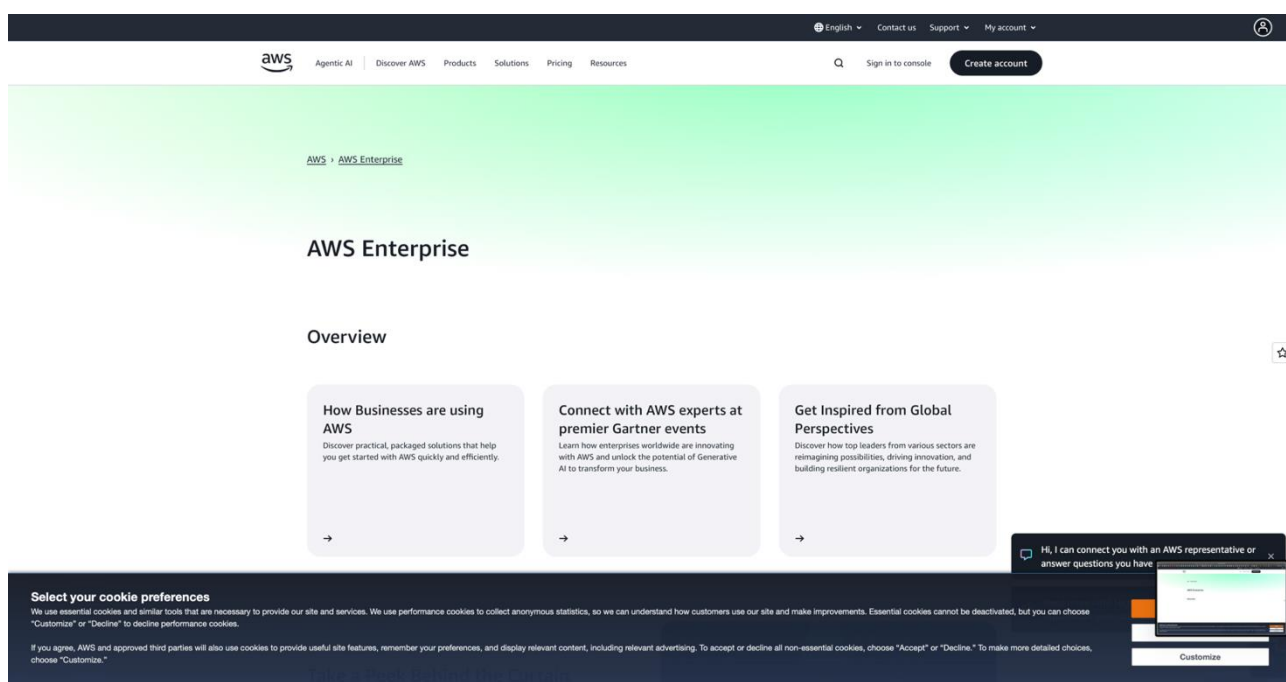 English Contact us Support My account
aws Agentic AI Discover AWS Products Solutions Pricing Resources Sign in to console Create account
AWS › AWS Enterprise
AWS Enterprise
Overview
How Businesses are using
AWS
Discover practical, packaged solutions that help
you get started with AWS quickly and efficiently.
Connect with AWS experts at
premier Gartner events
Learn how enterprises worldwide are innovating
with AWS and unlock the potential of Generative
AI to transform your business.
Get Inspired from Global
Perspectives
Discover how top leaders from various sectors are
reimagining possibilities, driving innovation, and
building resilient organizations for the future.
Hi, I can connect you with an AWS representative or
answer questions you have
Select your cookie preferences
We use essential cookies and similar tools that are necessary to provide our site and services. We use performance cookies to collect anonymous statistics, so we can understand how customers use our site and make improvements. Essential cookies cannot be deactivated, but you can choose
"Customize" or "Decline" to decline performance cookies.
If you agree, AWS and approved third parties will also use cookies to provide useful site features, remember your preferences, and display relevant content, including relevant advertising. To accept or decline all non-essential cookies, choose "Accept" or "Decline." To make more detailed choices,
choose "Customize."
Customize